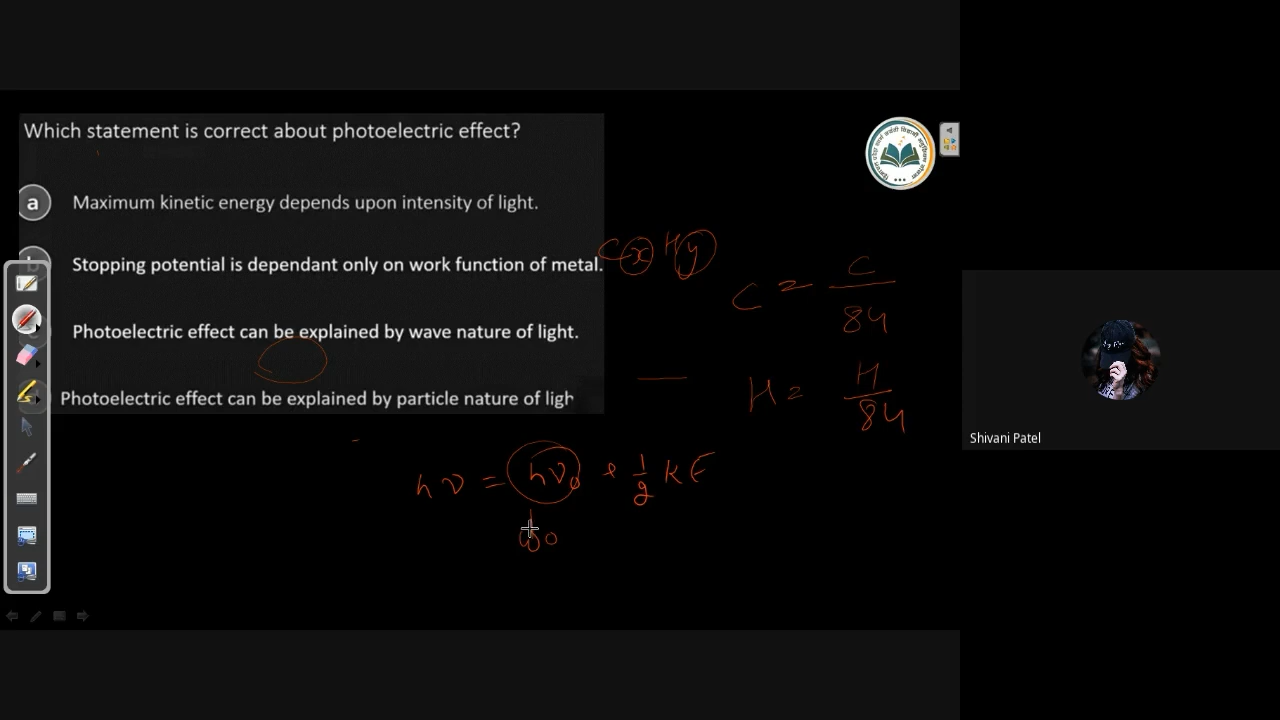 Which statement is correct about photoelectric effect?
a Maximum kinetic energy depends upon intensity of light.
b Stopping potential is dependant only on work function of metal.
Photoelectric effect can be explained by wave nature of light.
Photoelectric effect can be explained by particle nature of ligh
CxHy
C = C/84
H = H/84
hν = hν₀ + 1/2 KE
ω₀
Shivani Patel